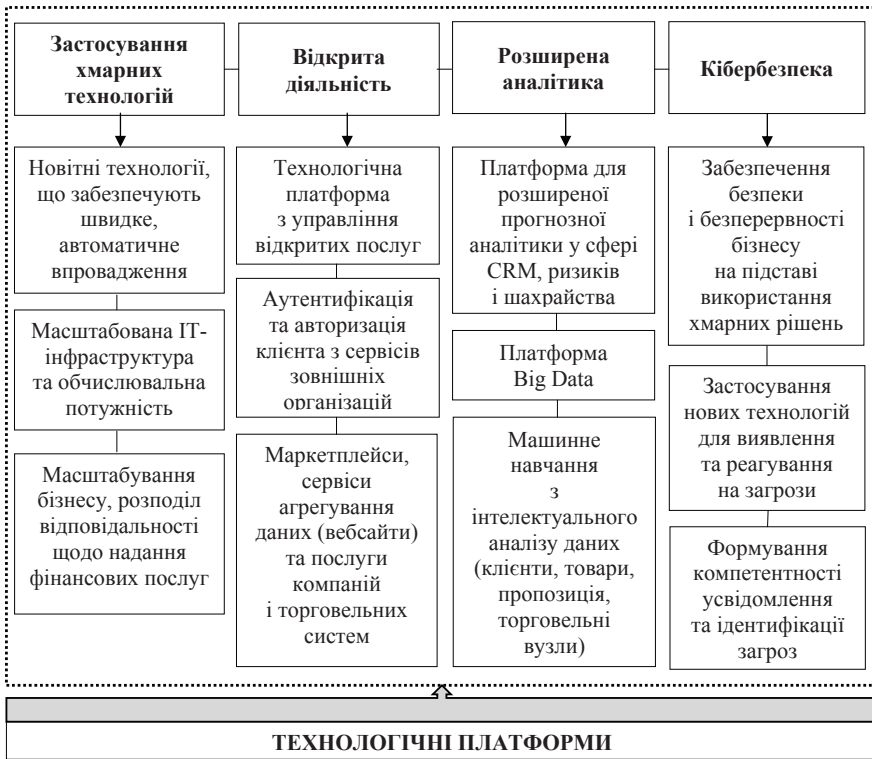 Застосування
хмарних
технологій
Відкрита
діяльність
Розширена
аналітика
Кібербезпека
Новітні технології,
що забезпечують
швидке,
автоматичне
впровадження
Масштабована ІТ-
інфраструктура
та обчислювальна
потужність
Масштабування
бізнесу, розподіл
відповідальності
щодо надання
фінансових послуг
Технологічна
платформа
з управління
відкритих послуг
Аутентифікація
та авторизація
клієнта з сервісів
зовнішніх
організацій
Маркетплейси,
сервіси
агрегування
даних (вебсайти)
та послуги
компаній
і торговельних
систем
Платформа для
розширеної
прогнозної
аналітики у сфері
CRM, ризиків
і шахрайства
Платформа
Big Data
Машинне
навчання
з
інтелектуального
аналізу даних
(клієнти, товари,
пропозиція,
торговельні
вузли)
Забезпечення
безпеки
і безперервності
бізнесу
на підставі
використання
хмарних рішень
Застосування
нових технологій
для виявлення
та реагування
на загрози
Формування
компетентності
усвідомлення
та ідентифікації
загроз
ТЕХНОЛОГІЧНІ ПЛАТФОРМИ